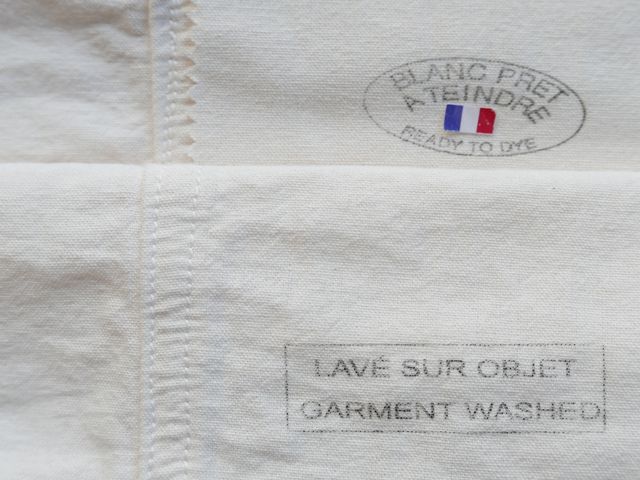 BLANC PRET
A TEINDRE
READY TO DYE
LAVÉ SUR OBJET
GARMENT WASHED